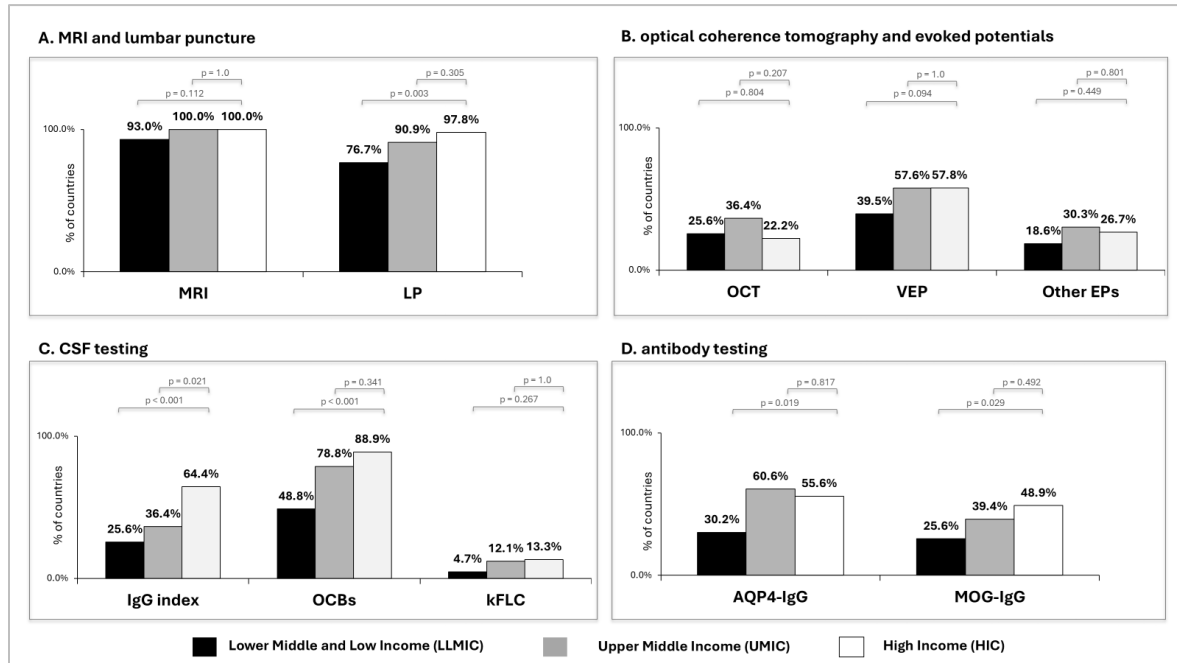 A. MRI and lumbar puncture
p = 1.0
p = 0.305
p = 0.112
p = 0.003
93.0%
100.0%
100.0%
76.7%
90.9%
97.8%
100.0%
% of countries
0.0%
MRI
LP
B. optical coherence tomography and evoked potentials
p = 0.207
p = 1.0
p = 0.801
p = 0.804
p = 0.094
p = 0.449
100.0%
% of countries
25.6%
36.4%
22.2%
39.5%
57.6%
57.8%
18.6%
30.3%
26.7%
0.0%
OCT
VEP
Other EPs
C. CSF testing
p = 0.021
p = 0.341
p = 1.0
p < 0.001
p < 0.001
p = 0.267
100.0%
% of countries
25.6%
36.4%
64.4%
48.8%
78.8%
88.9%
4.7%
12.1%
13.3%
0.0%
IgG index
OCBs
kFLC
D. antibody testing
p = 0.817
p = 0.492
p = 0.019
p = 0.029
100.0%
% of countries
30.2%
60.6%
55.6%
25.6%
39.4%
48.9%
0.0%
AQP4-IgG
MOG-IgG
Lower Middle and Low Income (LLMIC)
Upper Middle Income (UMIC)
High Income (HIC)